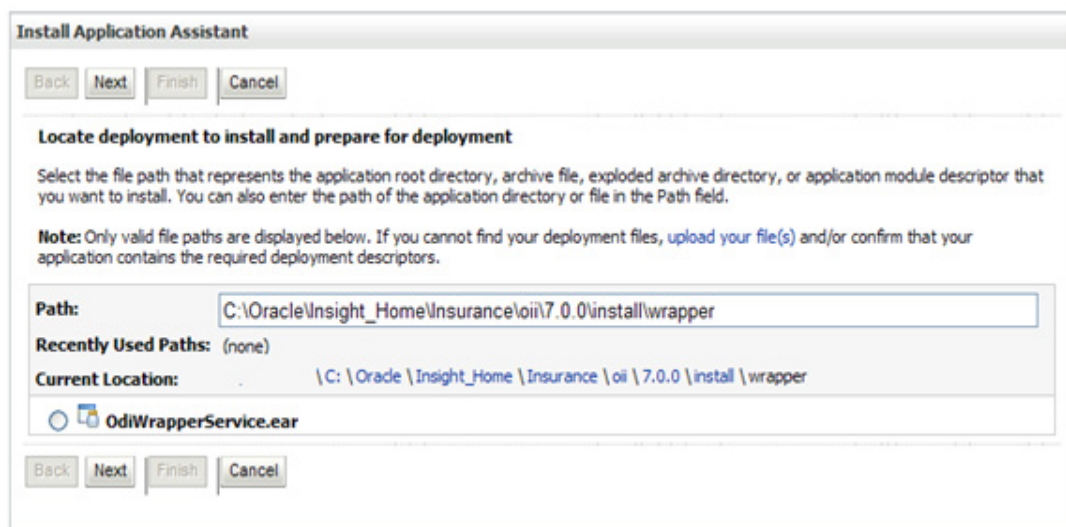 Install Application Assistant
Back Next Finish Cancel
Locate deployment to install and prepare for deployment
Select the file path that represents the application root directory, archive file, exploded archive directory, or application module descriptor that
you want to install. You can also enter the path of the application directory or file in the Path field.
Note: Only valid file paths are displayed below. If you cannot find your deployment files, upload your file(s) and/or confirm that your
application contains the required deployment descriptors.
Path: C:\Oracle\Insight_Home\Insurance\oii\7.0.0\install\wrapper
Recently Used Paths: (none)
Current Location: \ C: \ Oracle \ Insight_Home \ Insurance \ oii \ 7.0.0 \ install \ wrapper
OdiWrapperService.ear
Back Next Finish Cancel